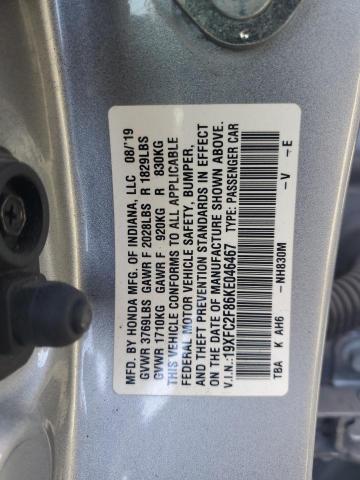 MFD. BY HONDA MFG. OF INDIANA, LLC 08/'19
GVWR 3769LBS GAWR F 2028LBS R 1829LBS
GVWR 1710KG GAWR F 920KG R 830KG
THIS VEHICLE CONFORMS TO ALL APPLICABLE
FEDERAL MOTOR VEHICLE SAFETY, BUMPER,
AND THEFT PREVENTION STANDARDS IN EFFECT
ON THE DATE OF MANUFACTURE SHOWN ABOVE.
V.I.N.:19XFC2F86KE046467 TYPE: PASSENGER CAR
TBA K AH6 -NH830M -V -E